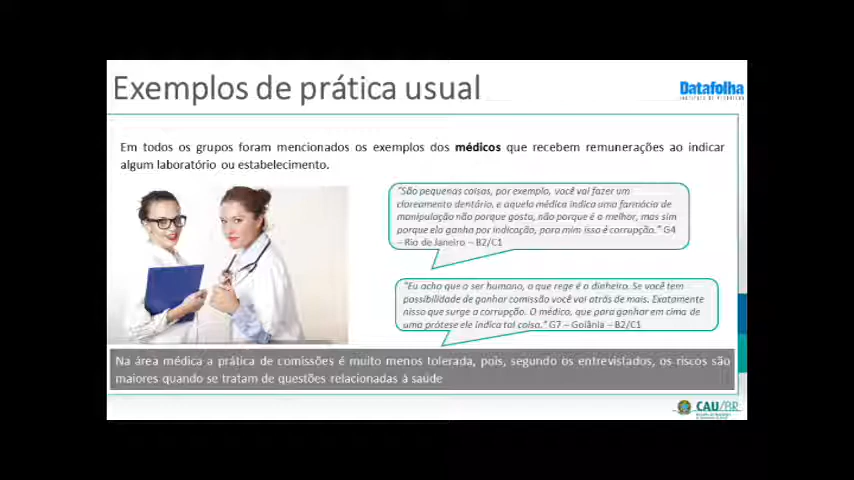 Exemplos de prática usual
Datafolha
INSTITUTO DE PESQUISAS
Em todos os grupos foram mencionados os exemplos dos médicos que recebem remunerações ao indicar
algum laboratório ou estabelecimento.
"São pequenas coisas, por exemplo, você vai fazer um
clareamento dentário, e aquela médica indica uma farmácia de
manipulação não porque gosta, não porque é a melhor, mas sim
porque ela ganha por indicação, para mim isso é corrupção." G4
– Rio de Janeiro – B2/C1
"Eu acho que o ser humano, o que rege é o dinheiro. Se você tem
possibilidade de ganhar comissão você vai atrás de mais. Exatamente
nisso que surge a corrupção. O médico, que para ganhar em cima de
uma prótese ele indica tal coisa." G7 – Goiânia – B2/C1
Na área médica a prática de comissões é muito menos tolerada, pois, segundo os entrevistados, os riscos são
maiores quando se tratam de questões relacionadas à saúde
CAU/BR